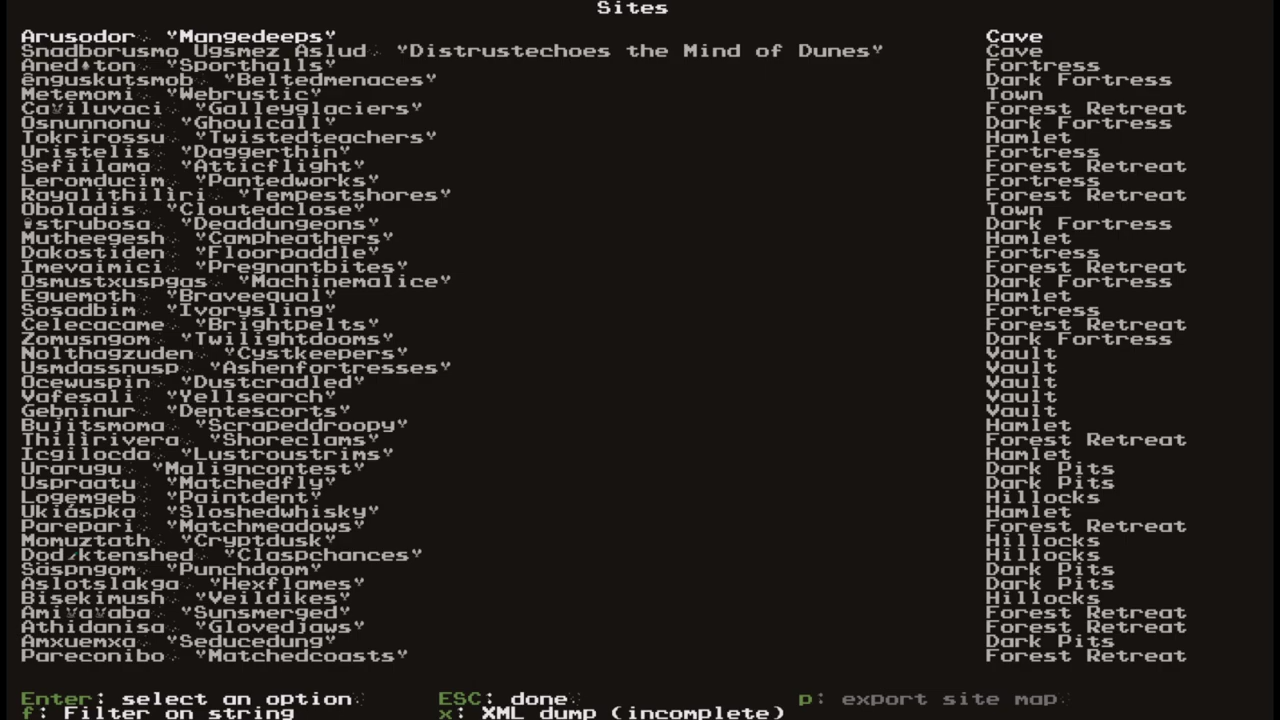 Sites
Arusodor "Mangedeeps" Cave
Snadborusmo Ugsmez Aslud "Distrustechoes the Mind of Dunes" Cave
"Sporthalls" Fortress
ênguskutsmob "Beltedmenaces" Dark Fortress
Metemomi "Webrustic" Town
"Galleyglaciers" Forest Retreat
Osnunnonu "Ghoulcall" Dark Fortress
Tokrirossu "Twistedteachers" Hamlet
Uristelis "Daggerthin" Fortress
Sefiilama "Atticflight" Forest Retreat
Leromducim "Pantedworks" Fortress
Rayalithilìri "Tempestshores" Forest Retreat
Oboladis "Cloutedclose" Town
"Deaddungeons" Dark Fortress
Mutheegesh "Campheathers" Hamlet
Dakostiden "Floorpaddle" Fortress
Imevaimici "Pregnantbites" Forest Retreat
Osmustxuspgas "Machinemalice" Dark Fortress
Eguemoth "Braveequal" Hamlet
Sosadbim "Ivorysling" Fortress
Celecacame "Brightpelts" Forest Retreat
Zomusngom "Twilightdooms" Dark Fortress
Nolthagzuden "Cystkeepers" Vault
Usmdassnusp "Ashenfortresses" Vault
Ocewuspin "Dustcradled" Vault
Vafesali "Yellsearch" Vault
Gebninur "Dentescorts" Vault
Bujitsmoma "Scrapeddroopy" Hamlet
Thilìrivera "Shoreclams" Forest Retreat
Icgilocda "Lustroustrims" Hamlet
Urarugu "Maligncontest" Dark Pits
Uspraatu "Matchedfly" Dark Pits
Logemgeb "Paintdent" Hillocks
Ukiáspka "Sloshedwhisky" Hamlet
Parepari "Matchmeadows" Forest Retreat
Momuztath "Cryptdusk" Hillocks
"Claspchances" Hillocks
Säspngom "Punchdoom" Dark Pits
Aslotslakga "Hexflames" Dark Pits
Bisekimush "Veildikes" Hillocks
"Sunsmerged" Forest Retreat
Athidanisa "Glovedjaws" Forest Retreat
Amxuemxa "Seducedung" Dark Pits
Pareconibo "Matchedcoasts" Forest Retreat
Enter: select an option ESC: done p: export site map
f: Filter on string x: XML dump (incomplete)